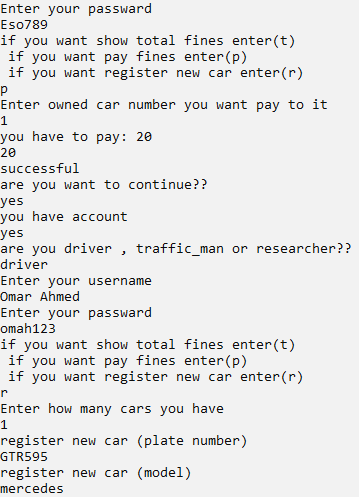 Enter your passward
Eso789
if you want show total fines enter(t)
if you want pay fines enter(p)
if you want register new car enter(r)
p
Enter owned car number you want pay to it
1
you have to pay: 20
20
successful
are you want to continue??
yes
you have account
yes
are you driver , traffic_man or researcher??
driver
Enter your username
Omar Ahmed
Enter your passward
omah123
if you want show total fines enter(t)
if you want pay fines enter(p)
if you want register new car enter(r)
r
Enter how many cars you have
1
register new car (plate number)
GTR595
register new car (model)
mercedes